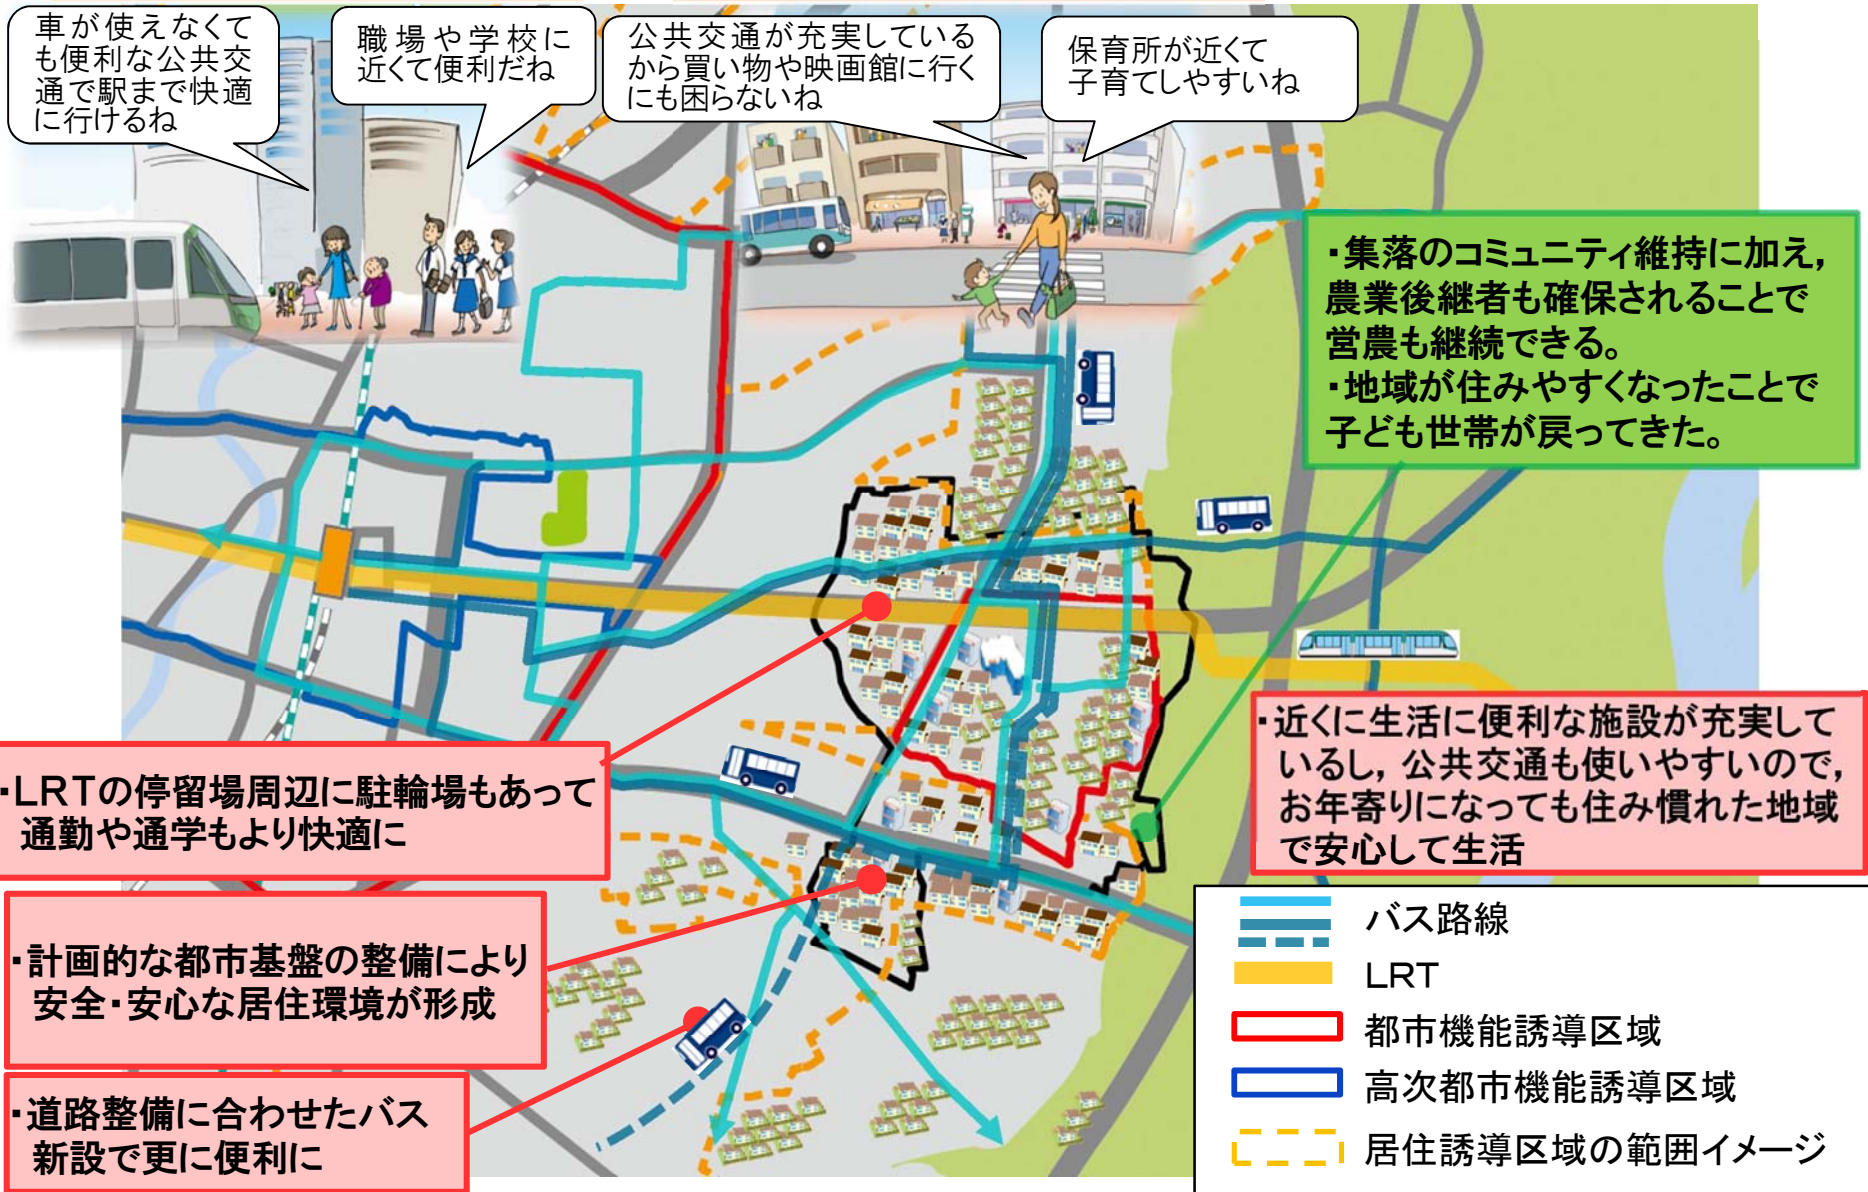 車が使えなくて
も便利な公共交
通で駅まで快適
に行けるね
職場や学校に
近くて便利だね
公共交通が充実している
から買い物や映画館に行く
にも困らないね
保育所が近くて
子育てしやすいね
・集落のコミュニティ維持に加え，
農業後継者も確保されることで
営農も継続できる。
・地域が住みやすくなったことで
子ども世帯が戻ってきた。
・近くに生活に便利な施設が充実して
いるし，公共交通も使いやすいので，
お年寄りになっても住み慣れた地域
で安心して生活
・LRTの停留場周辺に駐輪場もあって
通勤や通学もより快適に
・計画的な都市基盤の整備により
安全・安心な居住環境が形成
・道路整備に合わせたバス
新設で更に便利に
バス路線
LRT
都市機能誘導区域
高次都市機能誘導区域
居住誘導区域の範囲イメージ